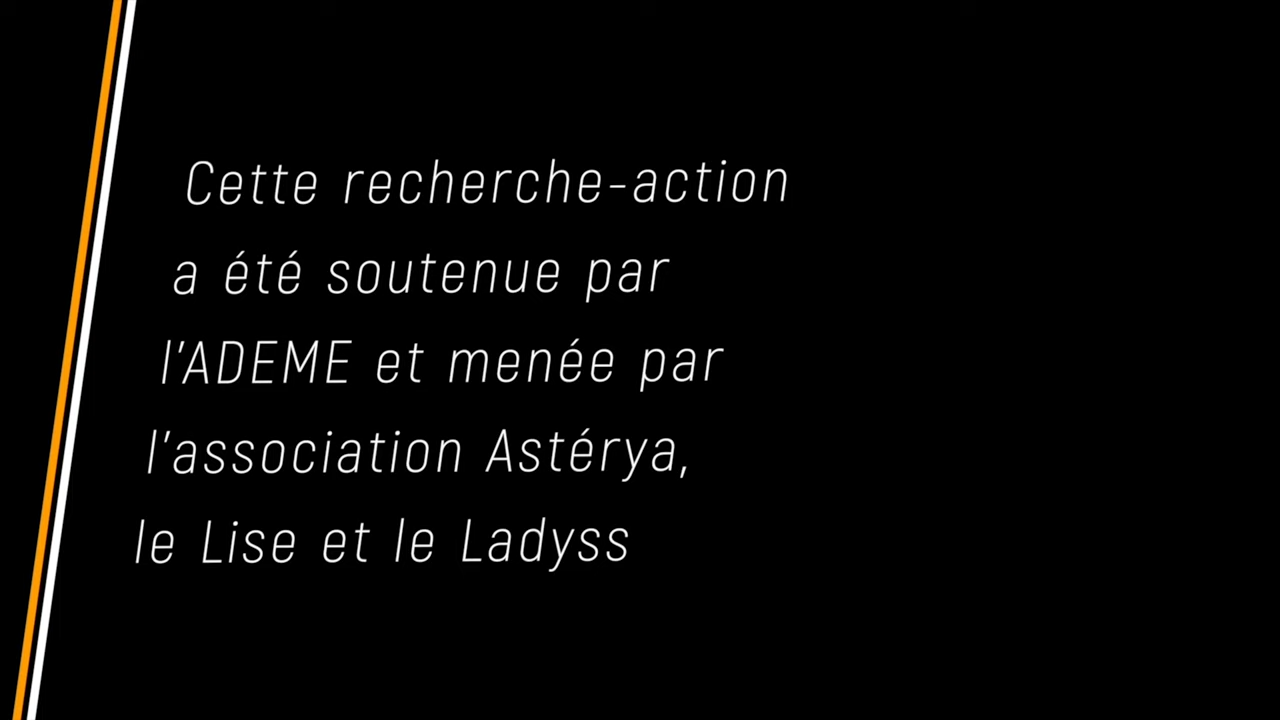 Cette recherche-action
a été soutenue par
l'ADEME et menée par
l'association Astérya,
le Lise et le Ladyss